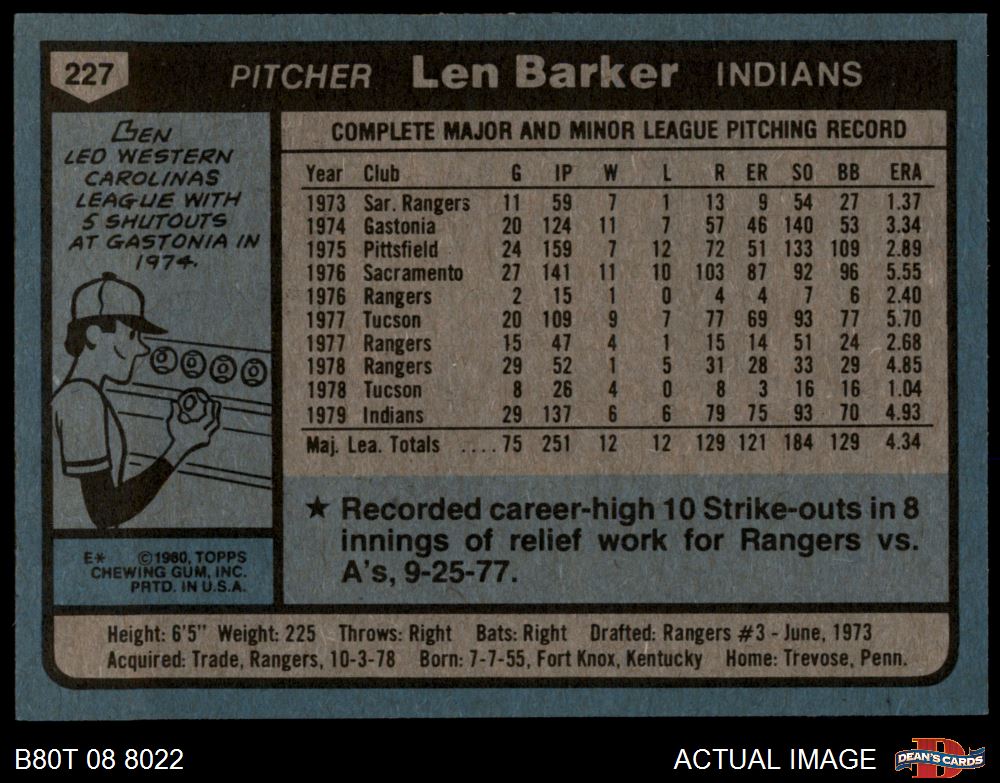 227 PITCHER Len Barker INDIANS
LEN
LED WESTERN
CAROLINAS
LEAGUE WITH
5 SHUTOUTS
AT GASTONIA IN
1974.
COMPLETE MAJOR AND MINOR LEAGUE PITCHING RECORD
Year Club G IP W L R ER SO BB ERA
1973 Sar. Rangers 11 59 7 1 13 9 54 27 1.37
1974 Gastonia 20 124 11 7 57 46 140 53 3.34
1975 Pittsfield 24 159 7 12 72 51 133 109 2.89
1976 Sacramento 27 141 11 10 103 87 92 96 5.55
1976 Rangers 2 15 1 0 4 4 7 6 2.40
1977 Tucson 20 109 9 7 77 69 93 77 5.70
1977 Rangers 15 47 4 1 15 14 51 24 2.68
1978 Rangers 29 52 1 5 31 28 33 29 4.85
1978 Tucson 8 26 4 0 8 3 16 16 1.04
1979 Indians 29 137 6 6 79 75 93 70 4.93
Maj. Lea. Totals ....75 251 12 12 129 121 184 129 4.34
★ Recorded career-high 10 Strike-outs in 8
innings of relief work for Rangers vs.
A's, 9-25-77.
E* ©1980, TOPPS
CHEWING GUM, INC.
PRTD. IN U.S.A.
Height: 6'5" Weight: 225 Throws: Right Bats: Right Drafted: Rangers #3 - June, 1973
Acquired: Trade, Rangers, 10-3-78 Born: 7-7-55, Fort Knox, Kentucky Home: Trevose, Penn.
B80T 08 8022 ACTUAL IMAGE D DEAN'S CARDS